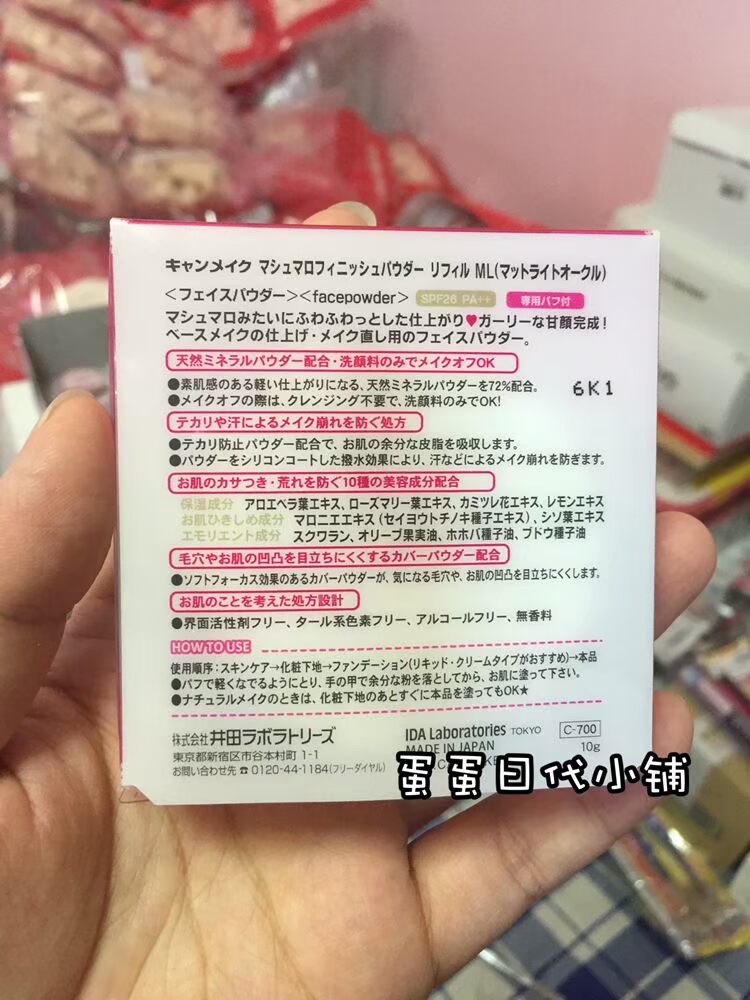 キャンメイク マシュマロフィニッシュパウダー リフィル ML(マットライトオークル)
＜フェイスパウダー＞＜facepowder＞ SPF26 PA++ 専用パフ付
マシュマロみたいにふわふわっとした仕上がり♥ガーリーな甘顔完成！
ベースメイクの仕上げ・メイク直し用のフェイスパウダー。
天然ミネラルパウダー配合・洗顔料のみでメイクオフOK
●素肌感のある軽い仕上がりになる、天然ミネラルパウダーを72%配合。
●メイクオフの際は、クレンジング不要で、洗顔料のみでOK!
6K1
テカリや汗によるメイク崩れを防ぐ処方
●テカリ防止パウダー配合で、お肌の余分な皮脂を吸収します。
●パウダーをシリコンコートした撥水効果により、汗などによるメイク崩れを防ぎます。
お肌のカサつき・荒れを防ぐ10種の美容成分配合
保湿成分 アロエベラ葉エキス、ローズマリー葉エキス、カミツレ花エキス、レモンエキス
お肌ひきしめ成分 マロニエエキス(セイヨウトチノキ種子エキス)、シソ葉エキス
エモリエント成分 スクワラン、オリーブ果実油、ホホバ種子油、ブドウ種子油
毛穴やお肌の凹凸を目立ちにくくするカバーパウダー配合
●ソフトフォーカス効果のあるカバーパウダーが、気になる毛穴や、お肌の凹凸を目立ちにくくします。
お肌のことを考えた処方設計
●界面活性剤フリー、タール系色素フリー、アルコールフリー、無香料
HOW TO USE
使用順序：スキンケア→化粧下地→ファンデーション(リキッド・クリームタイプがおすすめ)→本品
●パフで軽くなでるようにとり、手の甲で余分な粉を落としてから、お肌に塗って下さい。
●ナチュラルメイクのときは、化粧下地のあとすぐに本品を塗ってもOK★
株式会社 井田ラボラトリーズ
東京都新宿区市谷本村町 1-1
お問い合わせ先 ☎ 0120-44-1184(フリーダイヤル)
IDA Laboratories TOKYO C-700
MADE IN JAPAN 10g
蛋蛋日代小铺